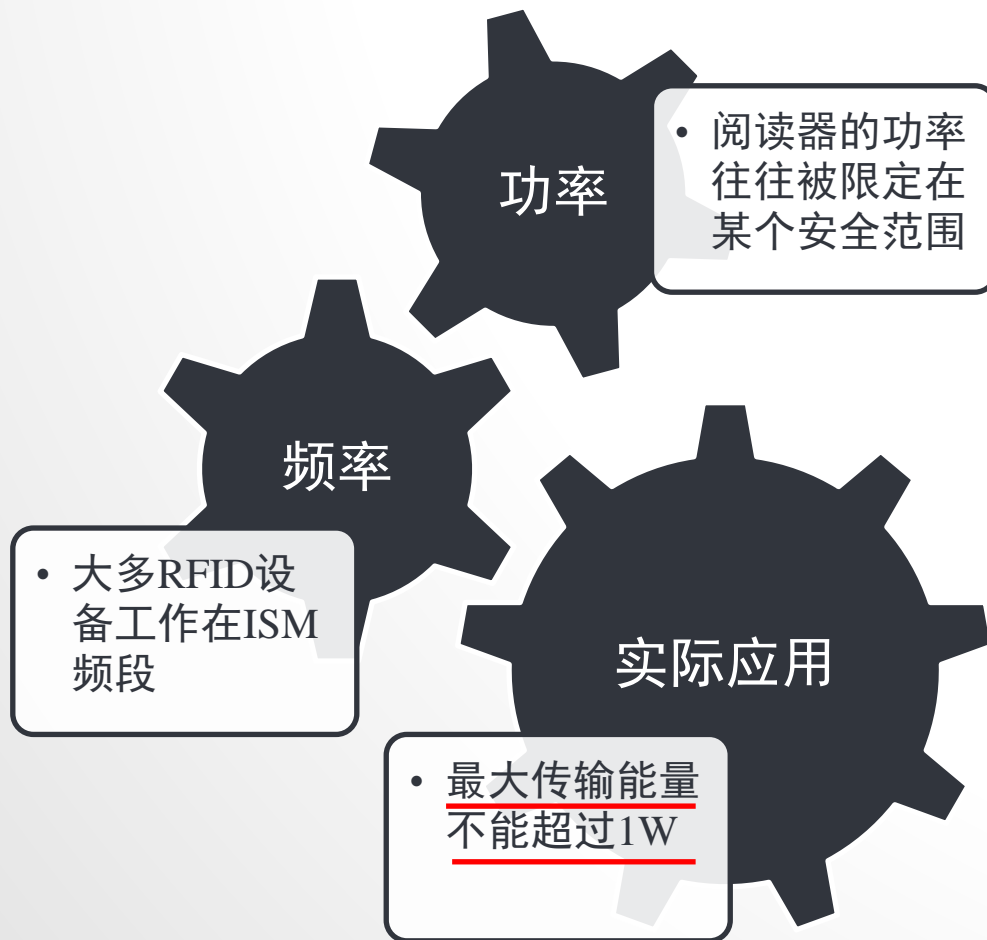 功率
• 阅读器的功率
往往被限定在
某个安全范围
频率
• 大多RFID设
备工作在ISM
频段
实际应用
• 最大传输能量
不能超过1W